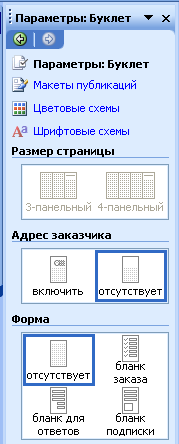 Параметры: Буклет
Параметры: Буклет
Макеты публикаций
Цветовые схемы
Шрифтовые схемы
Размер страницы
3-панельный 4-панельный
Адрес заказчика
включить отсутствует
Форма
отсутствует бланк заказа
бланк для ответов бланк подписки